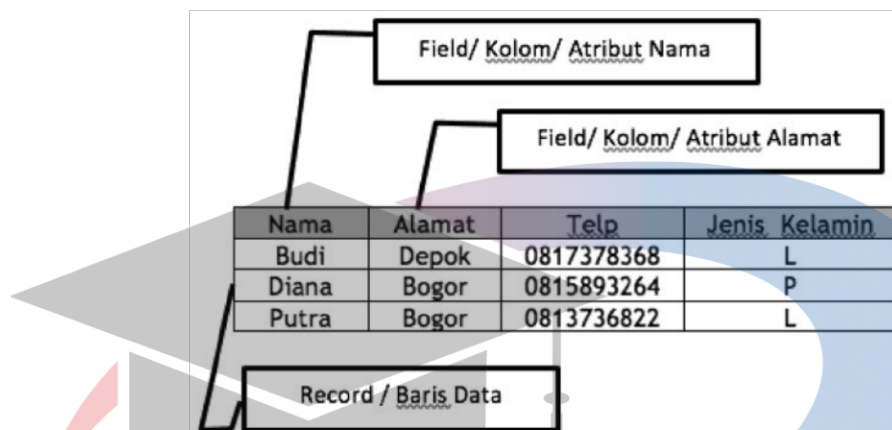 Field/ Kolom/ Atribut Nama
Field/ Kolom/ Atribut Alamat
Nama Alamat Telp Jenis Kelamin
Budi Depok 0817378368 L
Diana Bogor 0815893264 P
Putra Bogor 0813736822 L
Record / Baris Data